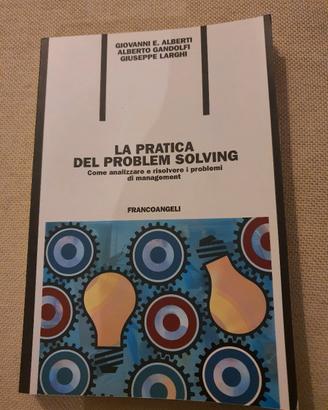 GIOVANNI E. ALBERTI
ALBERTO GANDOLFI
GIUSEPPE LARGHI
LA PRATICA
DEL PROBLEM SOLVING
Come analizzare e risolvere i problemi
di management
FRANCOANGELI